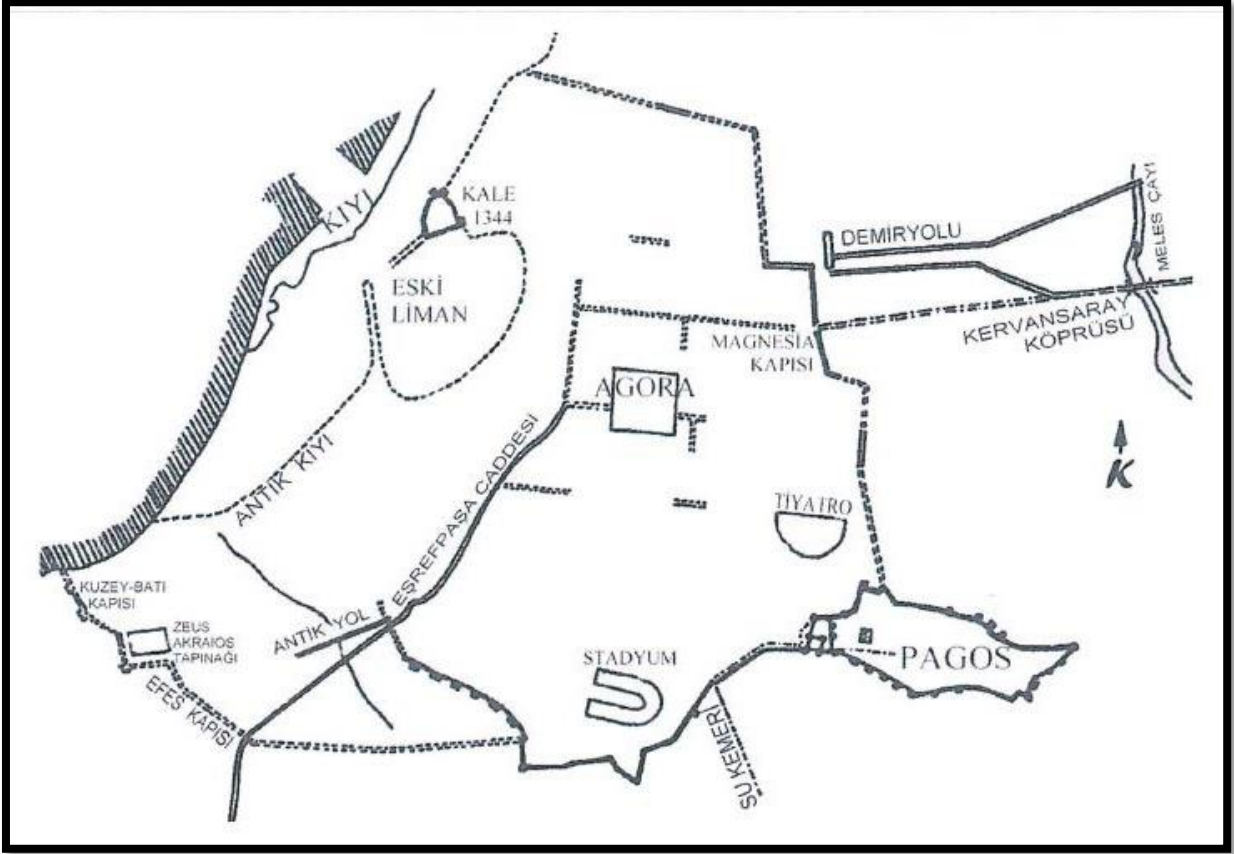 KIYI
KALE
1344
ESKİ
LİMAN
DEMİRYOLU
MELES ÇAYI
KERVANSARAY
KÖPRÜSÜ
MAGNESİA
KAPISI
AGORA
K
ANTİK KIYI
EŞREFPAŞA CADDESİ
TİYATRO
KUZEY-BATI
KAPISI
ZEUS
AKRAIOS
TAPINAĞI
ANTİK YOL
EFES KAPISI
STADYUM
PAGOS
SU KEMERİ